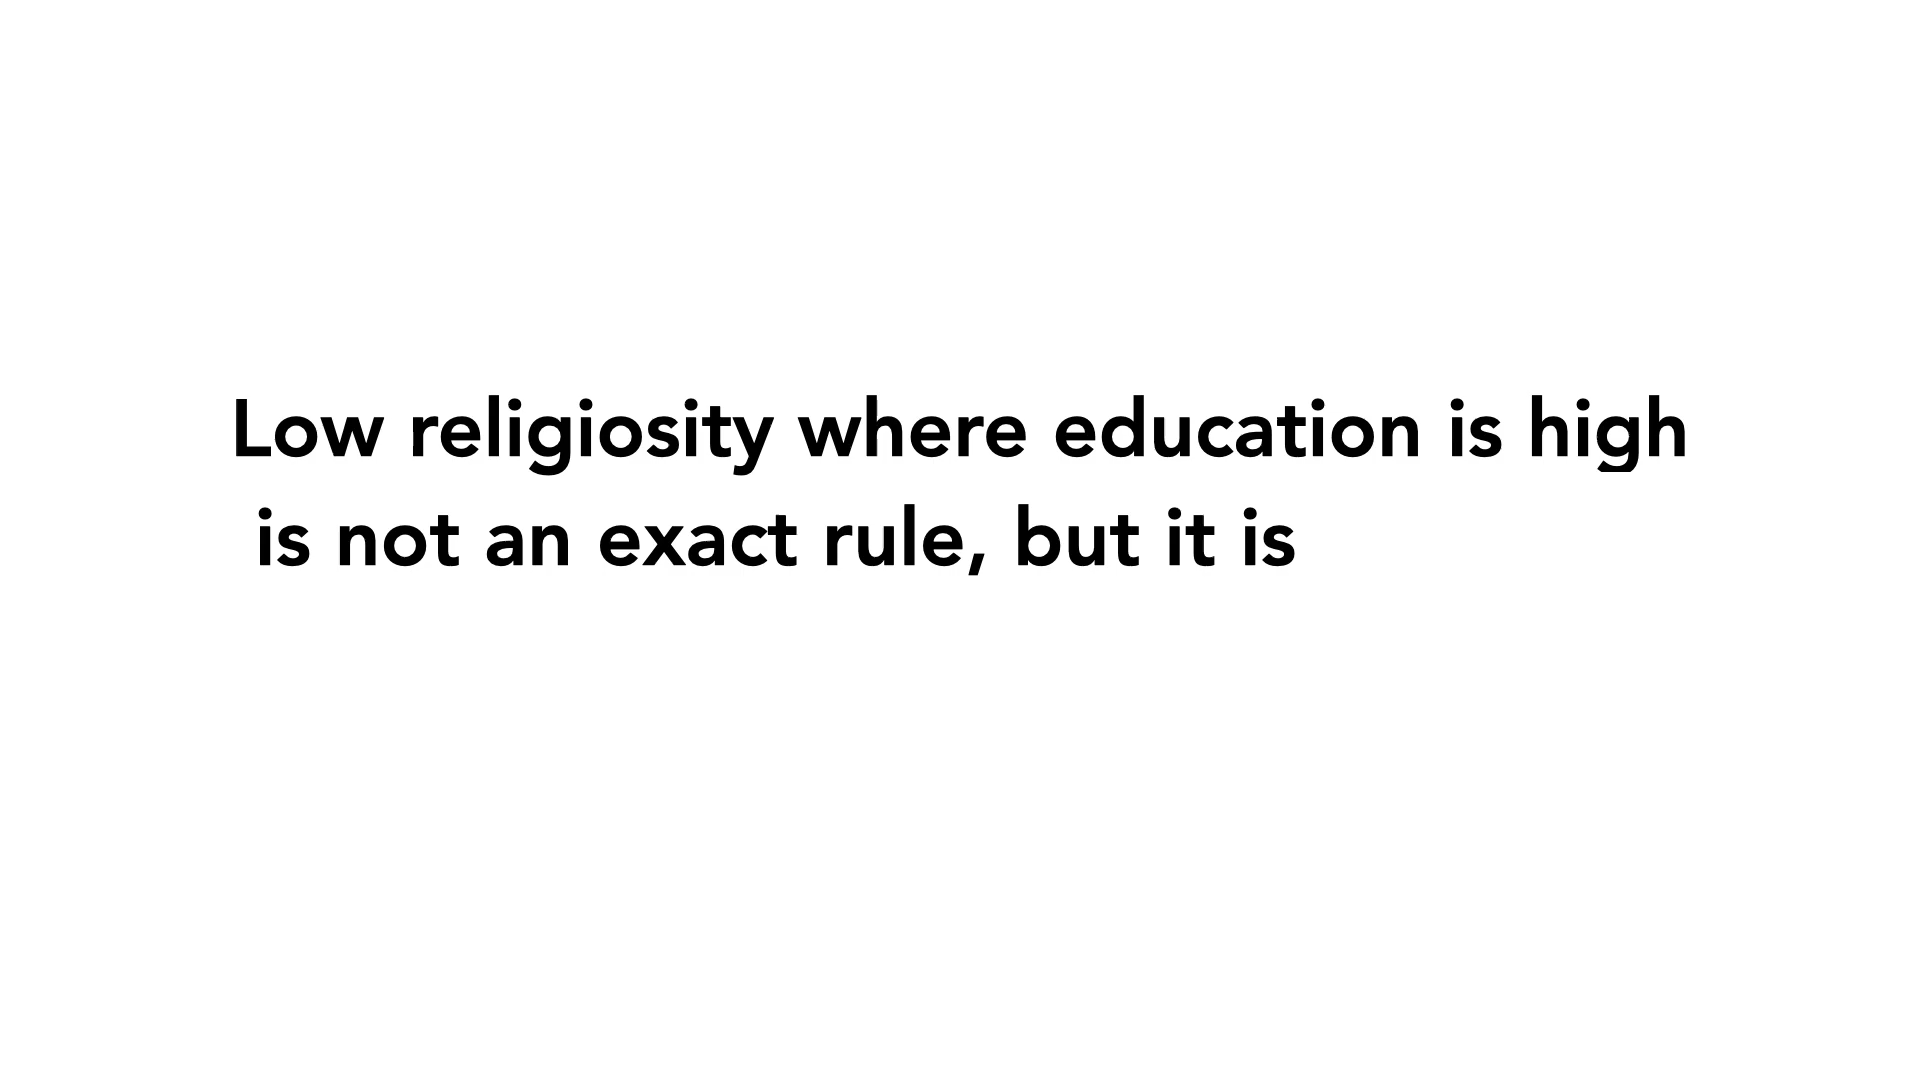 Low religiosity where education is high
is not an exact rule, but it is